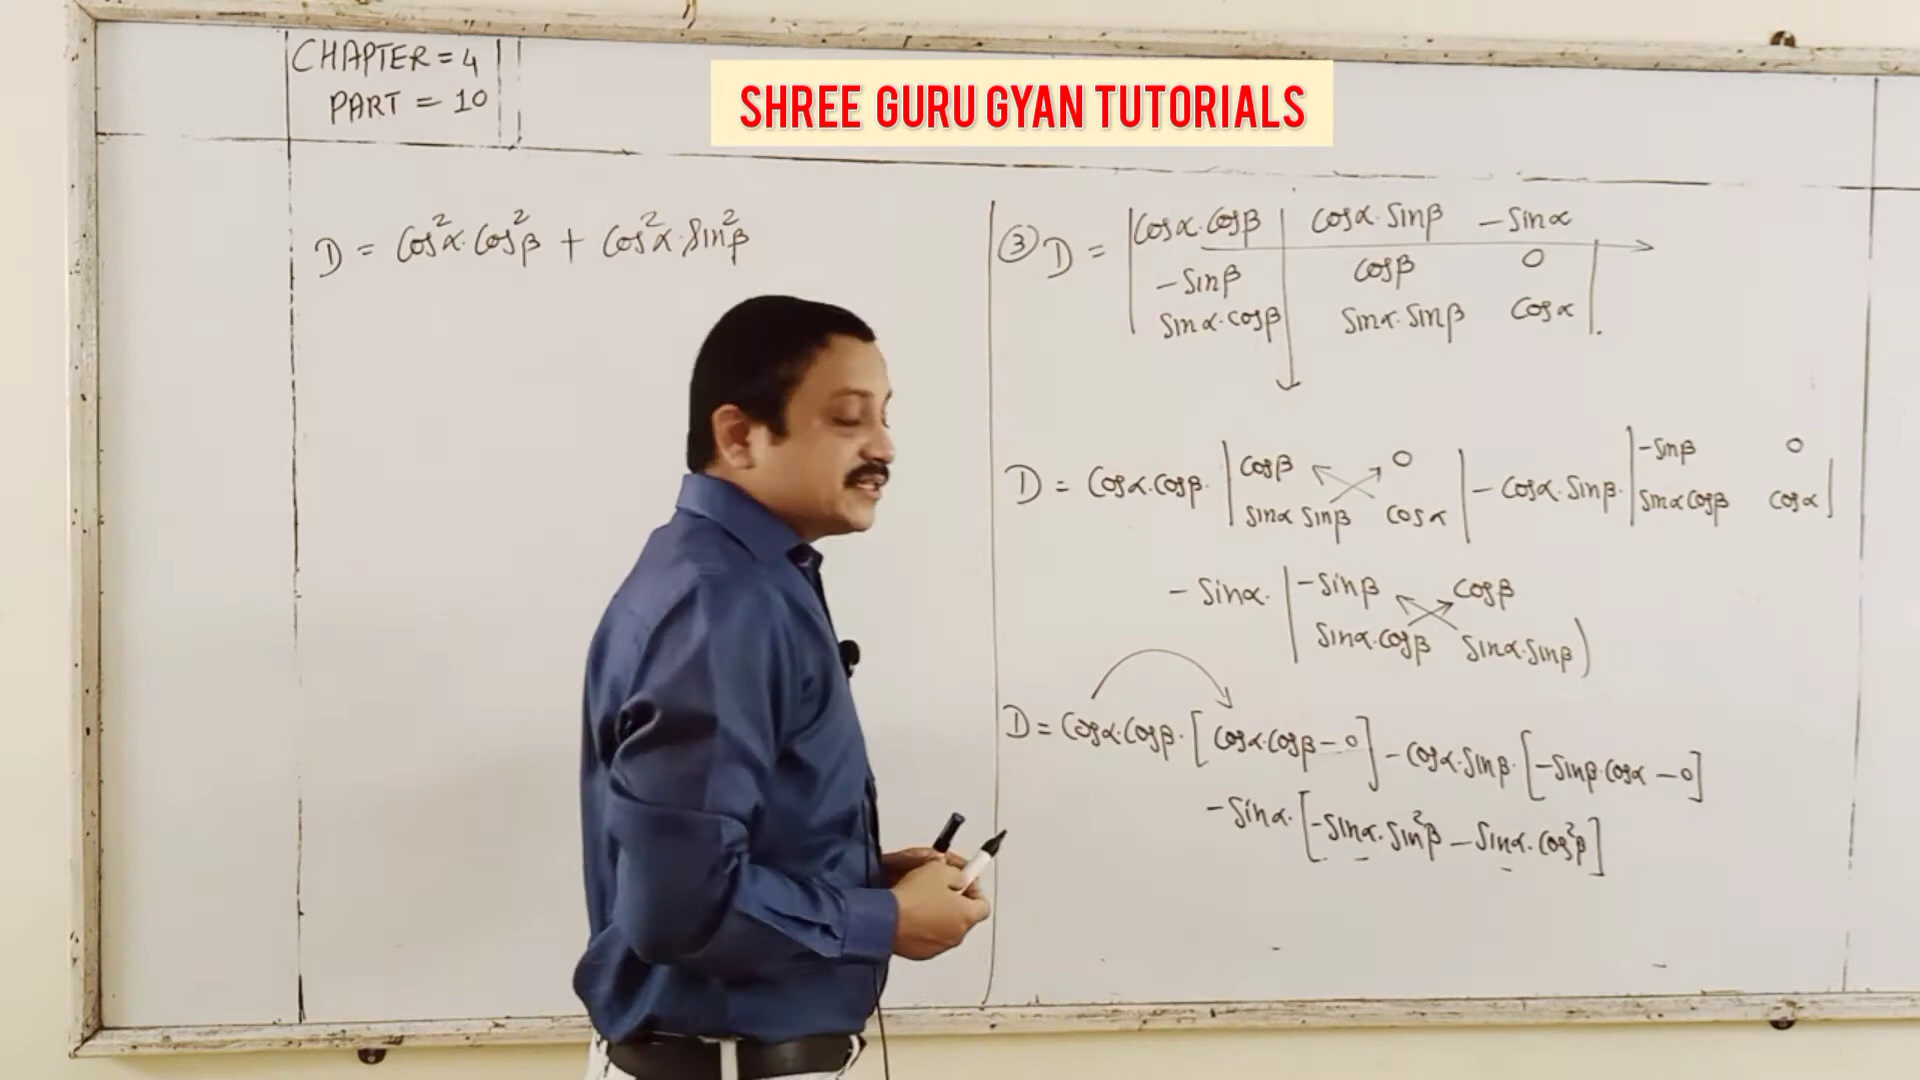 CHAPTER = 4
PART = 10
SHREE GURU GYAN TUTORIALS
D = Cos²α·Cos²β + Cos²α·Sin²β
③ D = | Cosα·Cosβ Cosα·Sinβ -Sinα
-Sinβ Cosβ 0
Sinα·Cosβ Sinα·Sinβ Cosα |.
D = Cosα·Cosβ· | Cosβ 0 | - Cosα·Sinβ· | -Sinβ 0 |
Sinα Sinβ Cosα Sinα Cosβ Cosα
- Sinα· | -Sinβ Cosβ
Sinα·Cosβ Sinα·Sinβ )
D = Cosα·Cosβ·[Cosα·Cosβ - 0] - Cosα·Sinβ·[-Sinβ·Cosα - 0]
-Sinα·[-Sinα·Sin²β - Sinα·Cos²β]